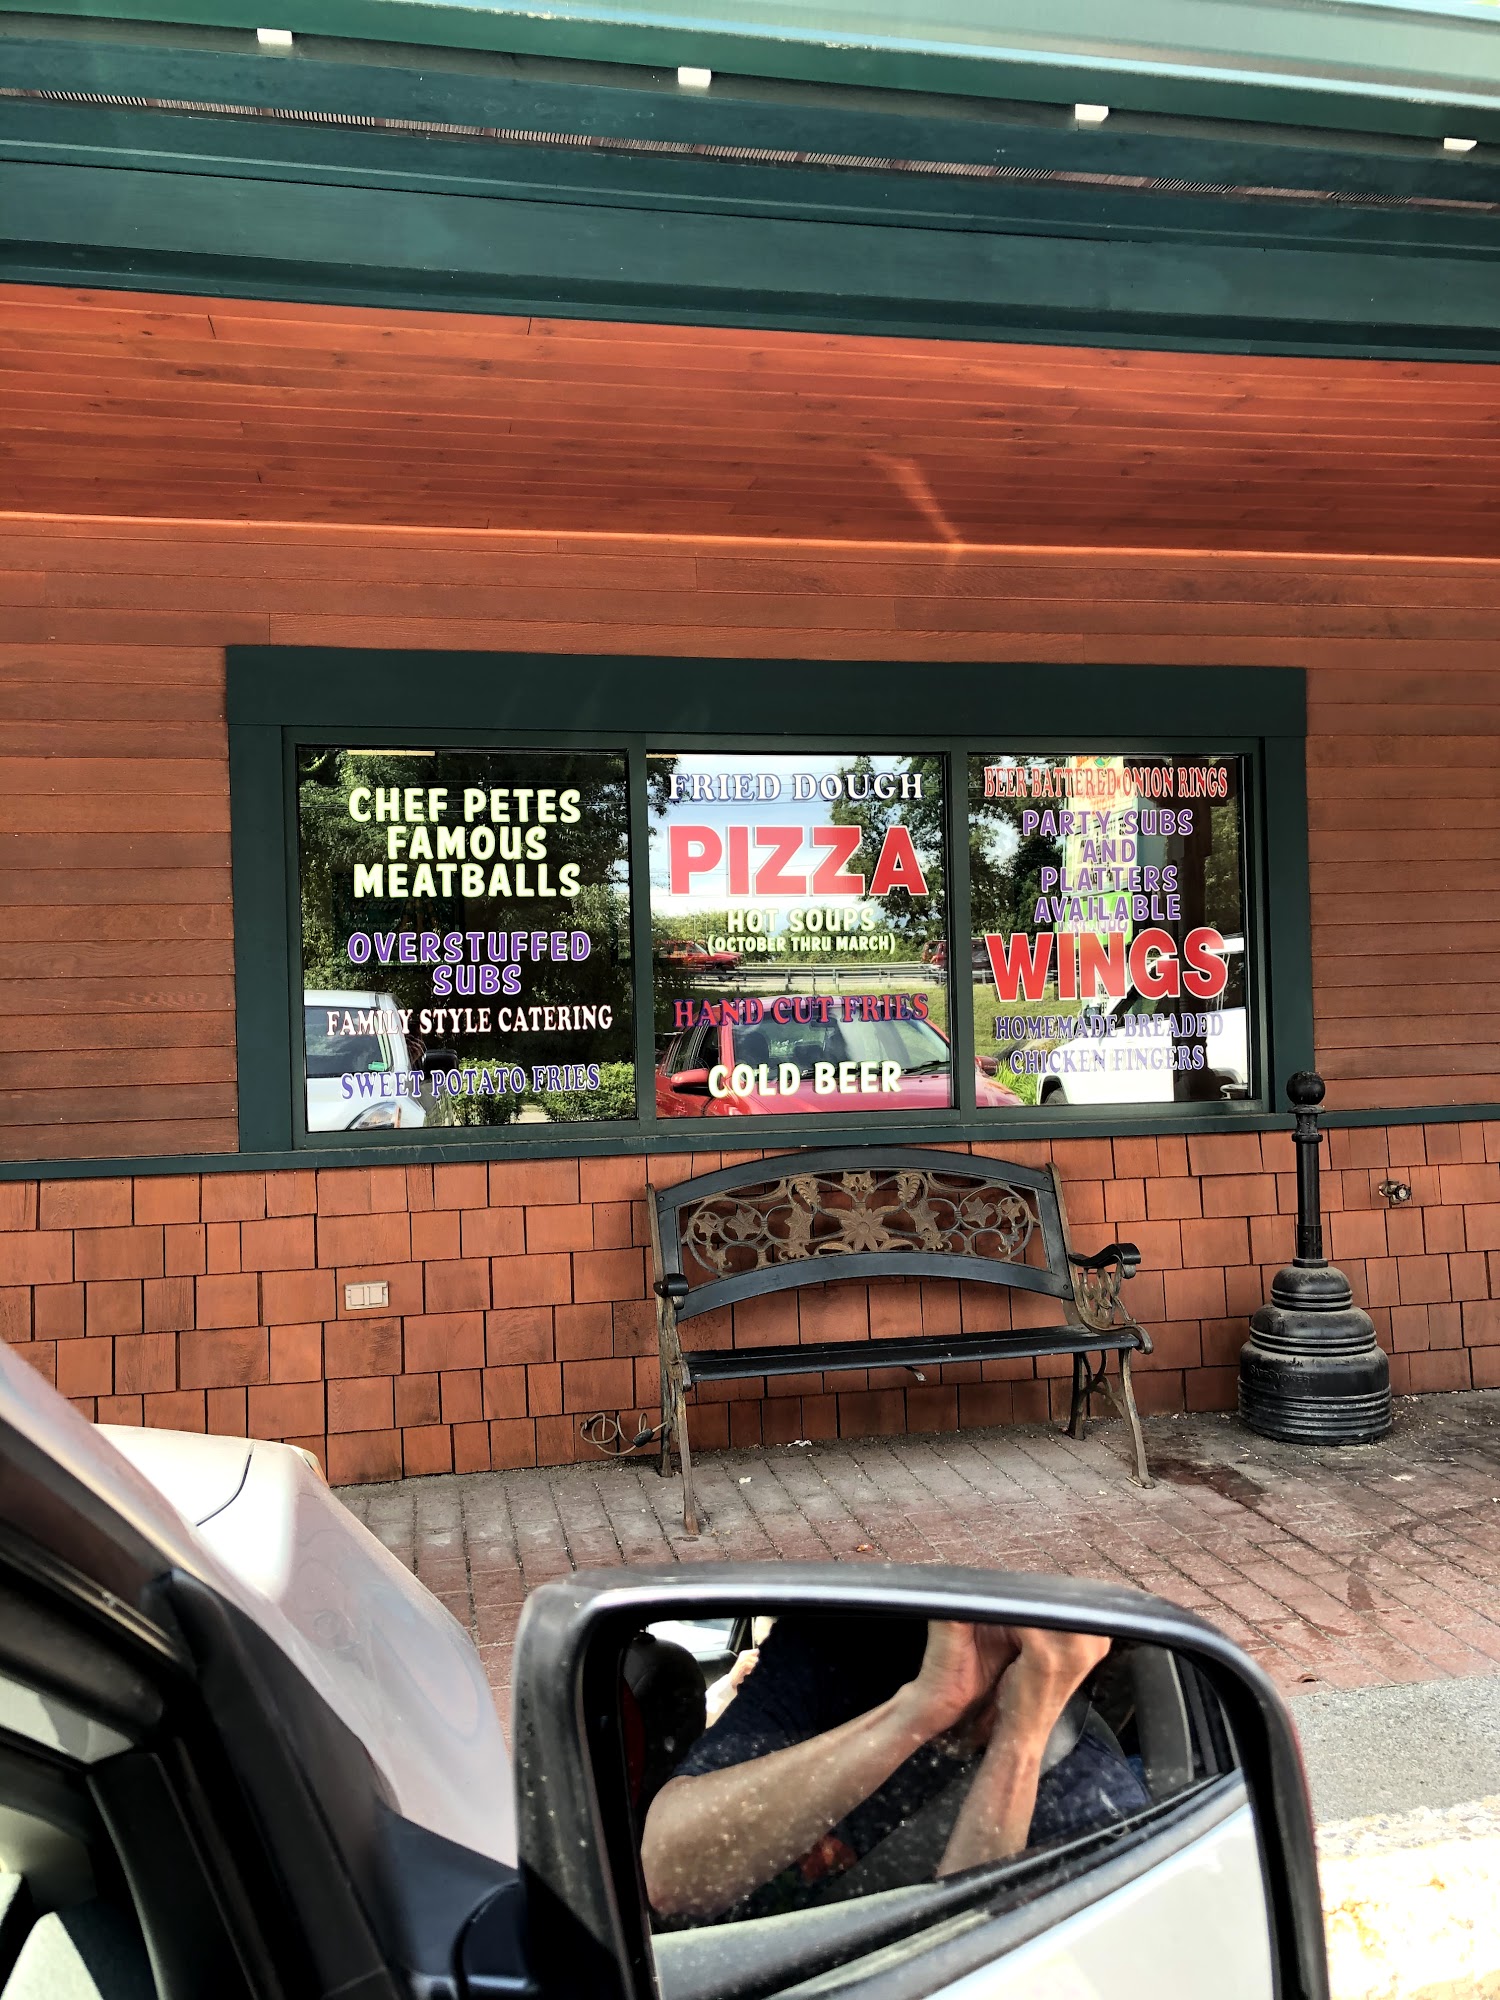 CHEF PETES
FAMOUS
MEATBALLS
OVERSTUFFED
SUBS
FAMILY STYLE CATERING
SWEET POTATO FRIES
FRIED DOUGH
PIZZA
HOT SOUPS
(OCTOBER THRU MARCH)
HAND CUT FRIES
COLD BEER
BEER BATTERED ONION RINGS
PARTY SUBS
AND
PLATTERS
AVAILABLE
WINGS
HOMEMADE BREADED
CHICKEN FINGERS